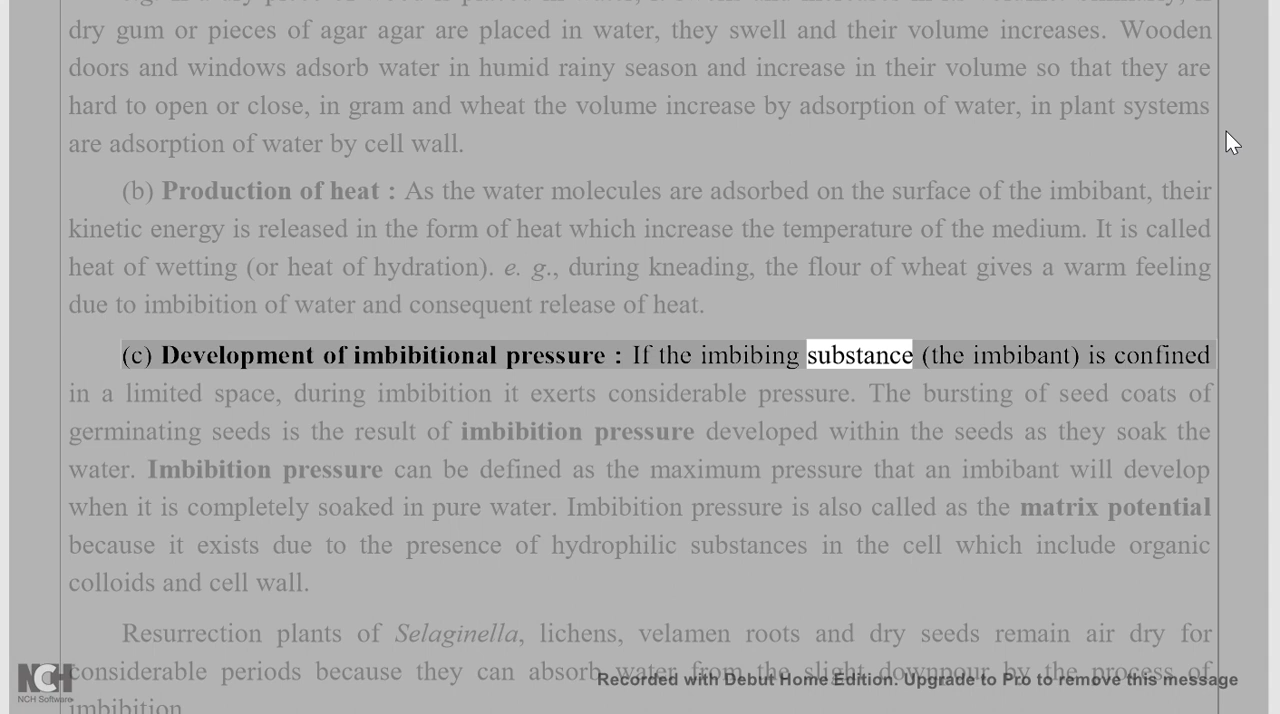 dry gum or pieces of agar agar are placed in water, they swell and their volume increases. Wooden
doors and windows adsorb water in humid rainy season and increase in their volume so that they are
hard to open or close, in gram and wheat the volume increase by adsorption of water, in plant systems
are adsorption of water by cell wall.
(b) Production of heat : As the water molecules are adsorbed on the surface of the imbibant, their
kinetic energy is released in the form of heat which increase the temperature of the medium. It is called
heat of wetting (or heat of hydration). e. g., during kneading, the flour of wheat gives a warm feeling
due to imbibition of water and consequent release of heat.
(c) Development of imbibitional pressure : If the imbibing substance (the imbibant) is confined
in a limited space, during imbibition it exerts considerable pressure. The bursting of seed coats of
germinating seeds is the result of imbibition pressure developed within the seeds as they soak the
water. Imbibition pressure can be defined as the maximum pressure that an imbibant will develop
when it is completely soaked in pure water. Imbibition pressure is also called as the matrix potential
because it exists due to the presence of hydrophilic substances in the cell which include organic
colloids and cell wall.
Resurrection plants of Selaginella, lichens, velamen roots and dry seeds remain air dry for
considerable periods because they can absorb water from the slight downpour by the process of
imbibition.
NCH
NCH Software
Recorded with Debut Home Edition. Upgrade to Pro to remove this message